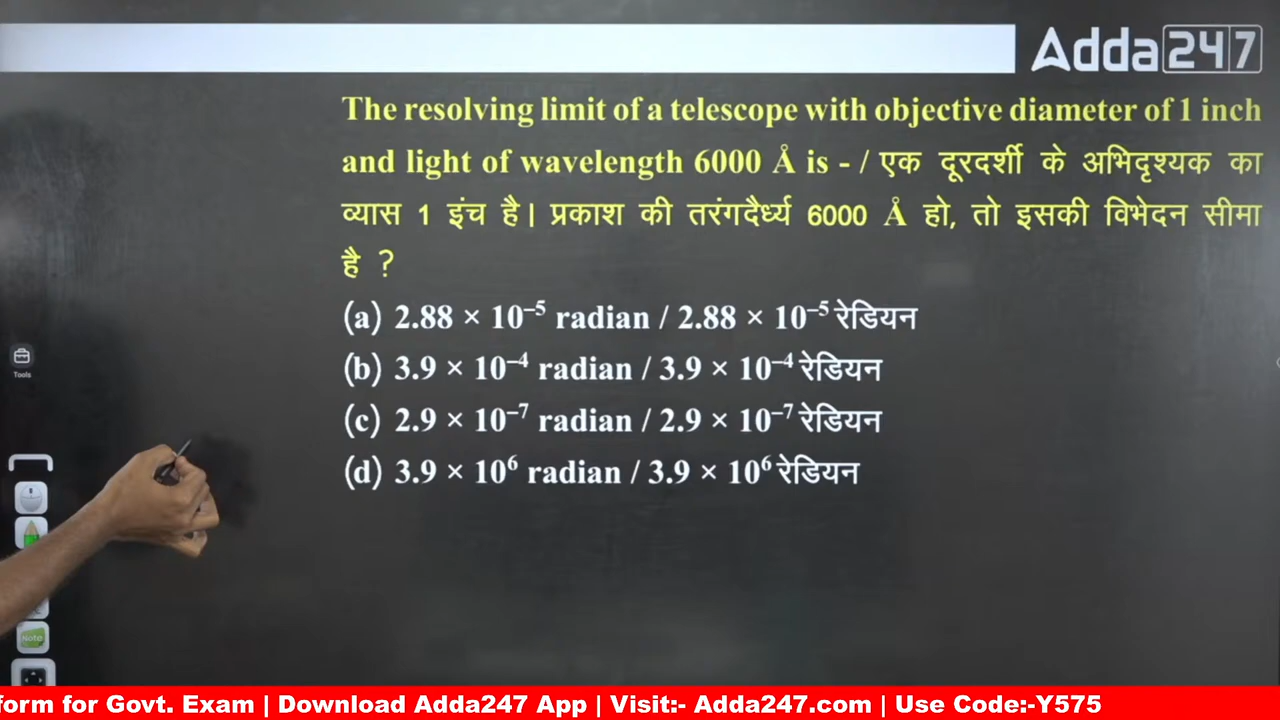 Adda247
The resolving limit of a telescope with objective diameter of 1 inch
and light of wavelength 6000 Å is - / एक दूरदर्शी के अभिदृश्यक का
व्यास 1 इंच है। प्रकाश की तरंगदैर्ध्य 6000 Å हो, तो इसकी विभेदन सीमा
है ?
(a) 2.88 × 10⁻⁵ radian / 2.88 × 10⁻⁵ रेडियन
(b) 3.9 × 10⁻⁴ radian / 3.9 × 10⁻⁴ रेडियन
(c) 2.9 × 10⁻⁷ radian / 2.9 × 10⁻⁷ रेडियन
(d) 3.9 × 10⁶ radian / 3.9 × 10⁶ रेडियन
Tools
Note
form for Govt. Exam | Download Adda247 App | Visit:- Adda247.com | Use Code:-Y575